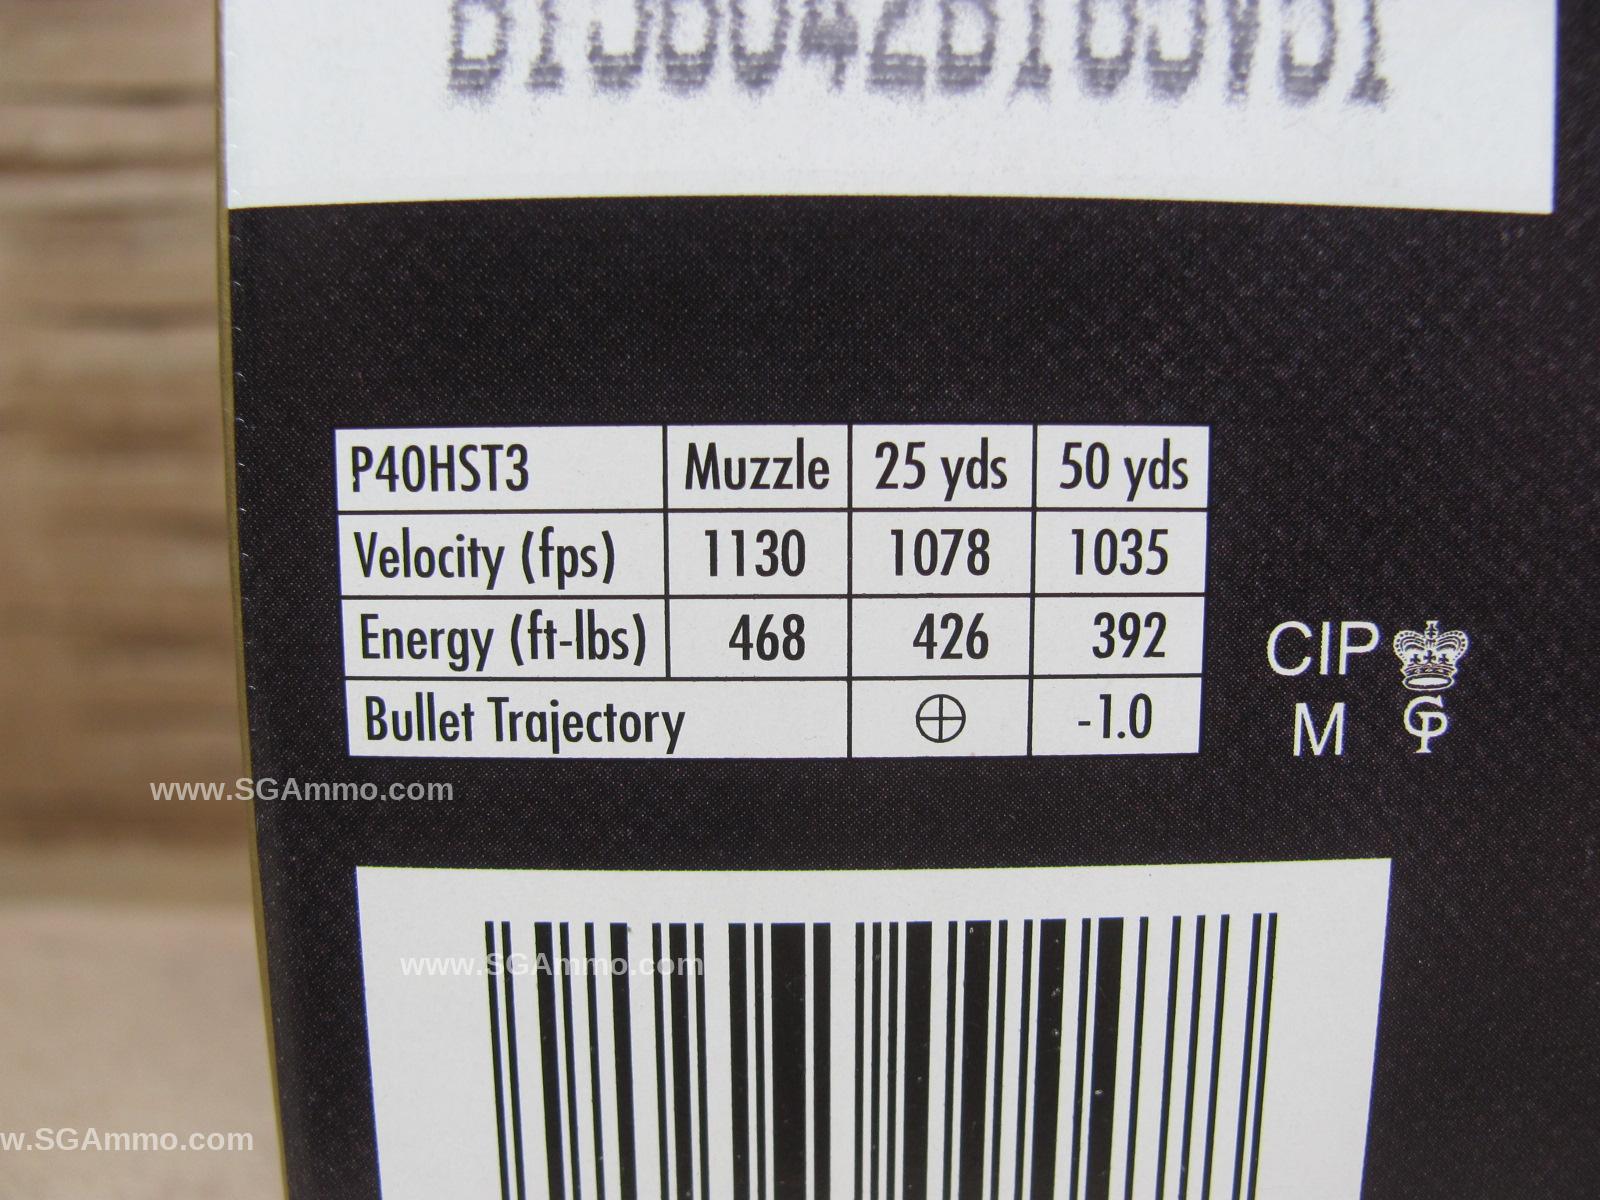 P40HST3 Muzzle 25 yds 50 yds
Velocity (fps) 1130 1078 1035
Energy (ft-lbs) 468 426 392
Bullet Trajectory ⊕ -1.0
CIP
M GP
www.SGAmmo.com
www.SGAmmo.com
w.SGAmmo.com